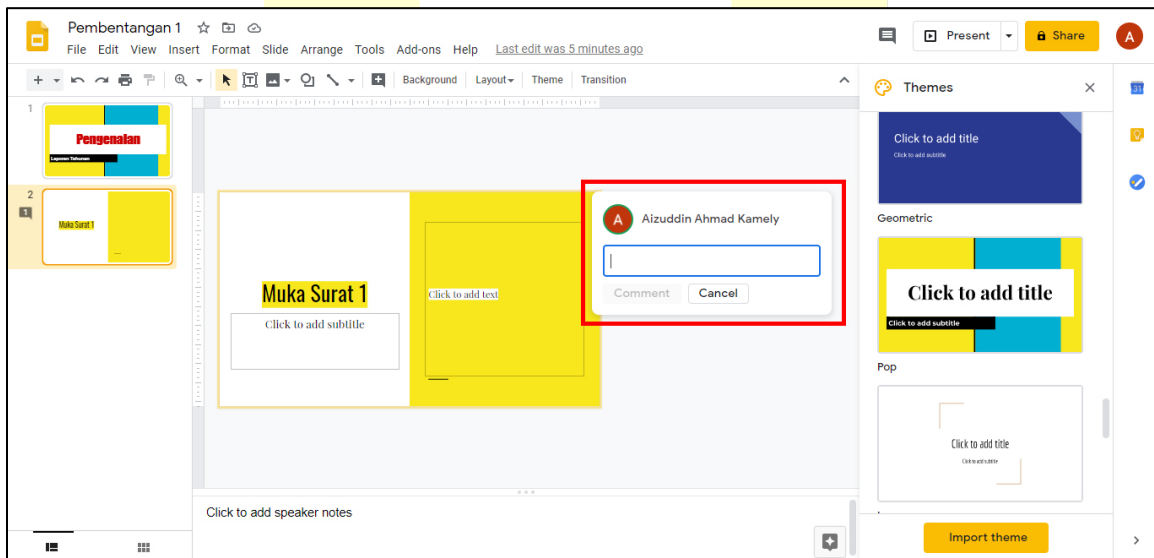 Pembentangan 1
File Edit View Insert Format Slide Arrange Tools Add-ons Help Last edit was 5 minutes ago
Present
Share
A
Background Layout Theme Transition
Themes
31
1
Pengenalan
Laporan Tahunan
2
1
Muka Surat 1
Muka Surat 1
Click to add subtitle
Click to add text
A
Aizuddin Ahmad Kamely
Comment
Cancel
Click to add title
Click to add subtitle
Geometric
Click to add title
Click to add subtitle
Pop
Click to add title
Click to add subtitle
Import theme
Click to add speaker notes